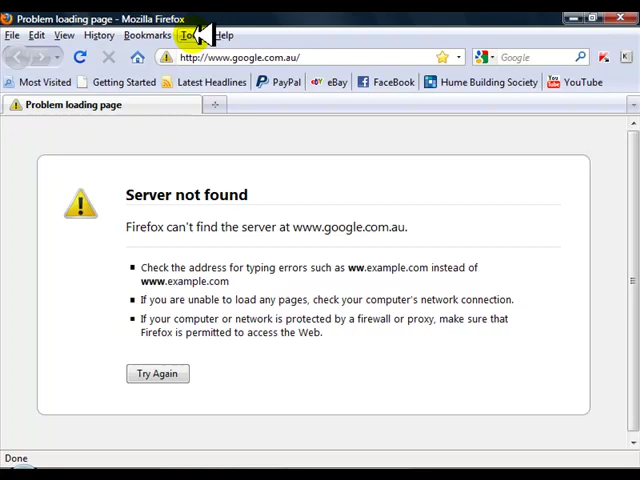 Problem loading page - Mozilla Firefox
File Edit View History Bookmarks Help
http://www.google.com.au/ Google
Most Visited Getting Started Latest Headlines PayPal eBay FaceBook Hume Building Society YouTube
Problem loading page
Server not found
Firefox can't find the server at www.google.com.au.
Check the address for typing errors such as ww.example.com instead of
www.example.com
If you are unable to load any pages, check your computer's network connection.
If your computer or network is protected by a firewall or proxy, make sure that
Firefox is permitted to access the Web.
Try Again
Done